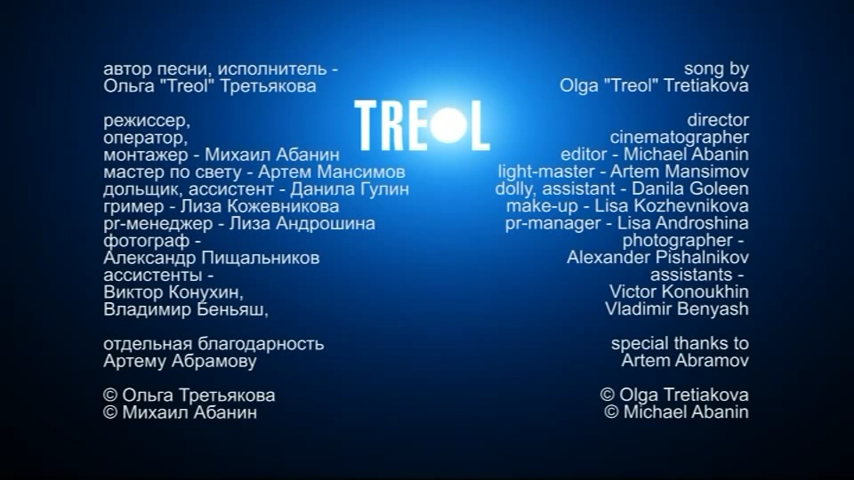 автор песни, исполнитель -
Ольга "Treol" Третьякова
режиссер,
оператор,
монтажер - Михаил Абанин
мастер по свету - Артем Мансимов
дольщик, ассистент - Данила Гулин
гример - Лиза Кожевникова
pr-менеджер - Лиза Андрошина
фотограф -
Александр Пищальников
ассистенты -
Виктор Конухин,
Владимир Беньяш,
отдельная благодарность
Артему Абрамову
© Ольга Третьякова
© Михаил Абанин
TREOL
song by
Olga "Treol" Tretiakova
director
cinematographer
editor - Michael Abanin
light-master - Artem Mansimov
dolly, assistant - Danila Goleen
make-up - Lisa Kozhevnikova
pr-manager - Lisa Androshina
photographer -
Alexander Pishalnikov
assistants -
Victor Konoukhin
Vladimir Benyash
special thanks to
Artem Abramov
© Olga Tretiakova
© Michael Abanin